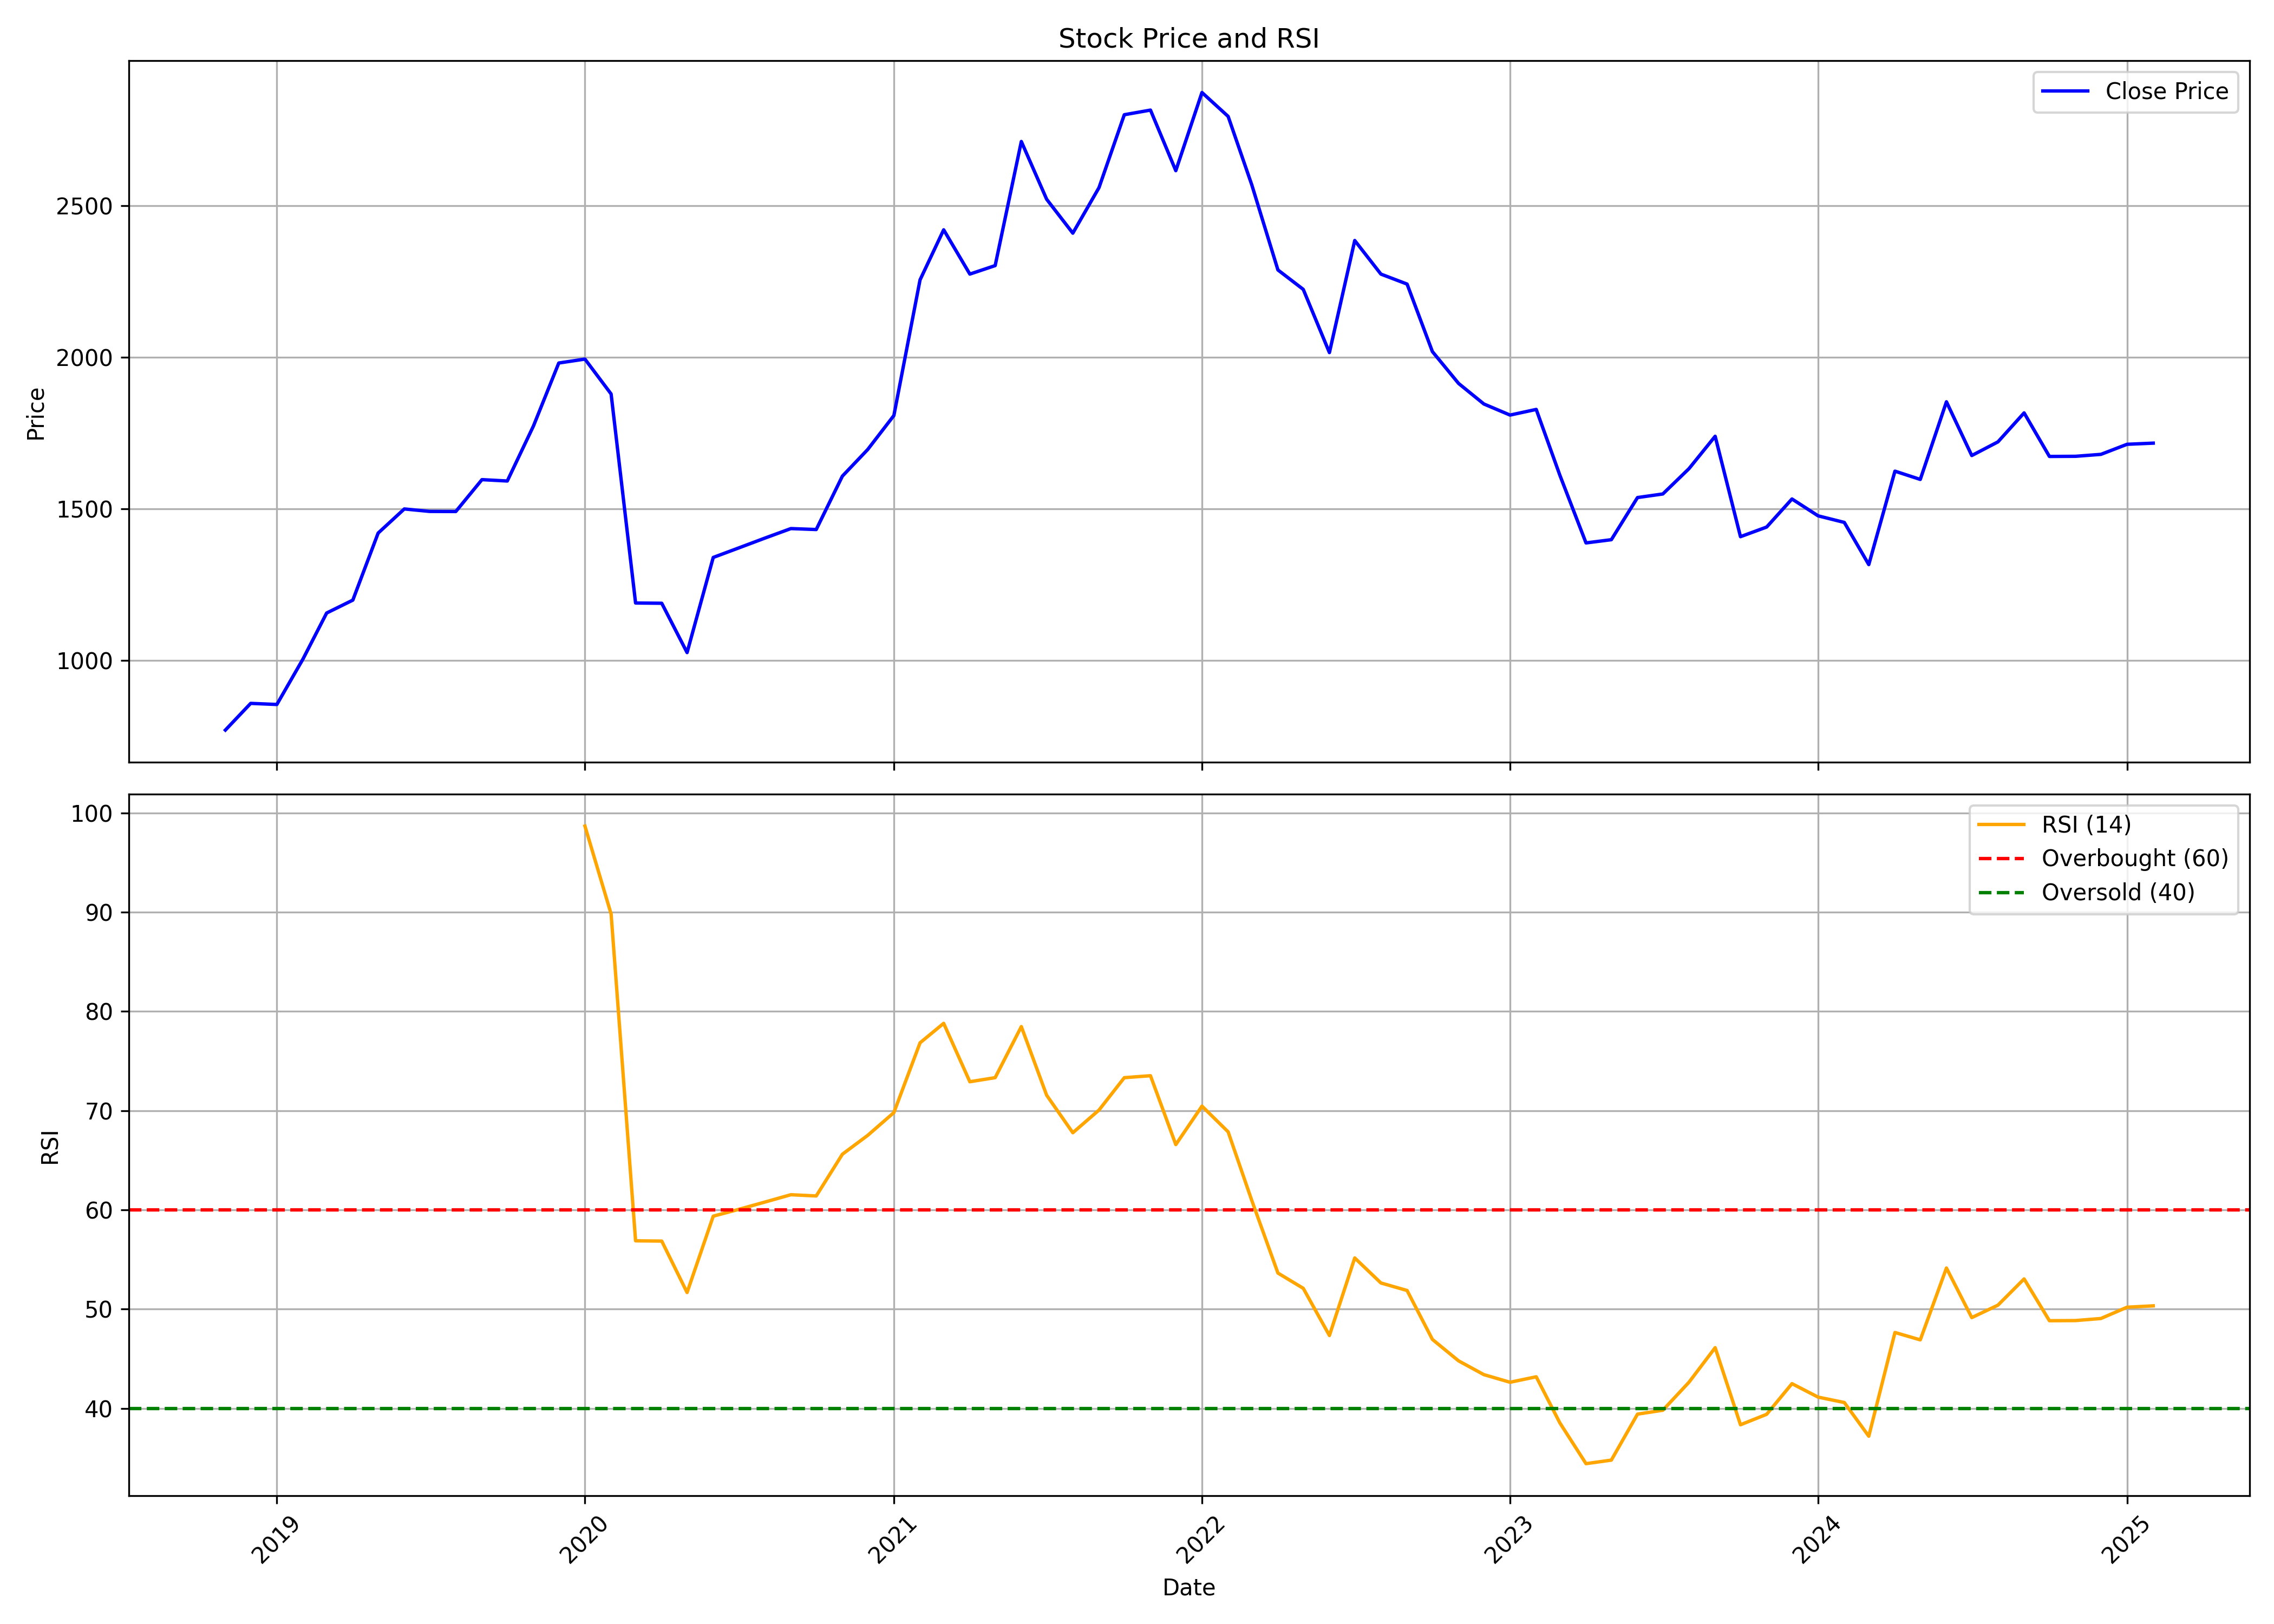 Stock Price and RSI
Close Price
2500
2000
1500
1000
Price
100
90
80
70
60
50
40
RSI
RSI (14)
Overbought (60)
Oversold (40)
2019
2020
2021
2022
2023
2024
2025
Date